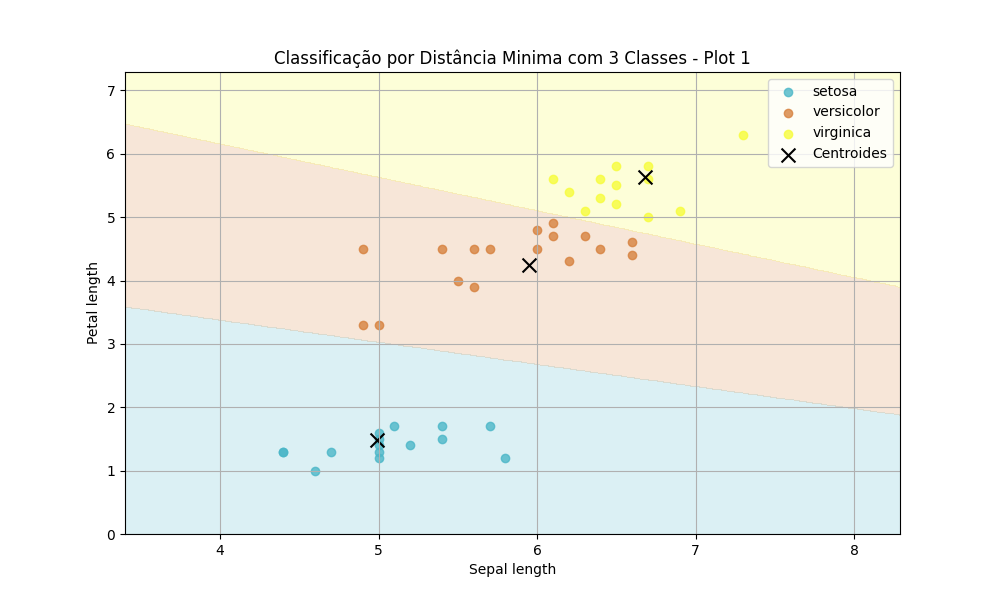 Classificação por Distância Minima com 3 Classes - Plot 1
setosa
versicolor
virginica
Centroides
7
6
5
4
3
2
1
0
Petal length
4
5
6
7
8
Sepal length